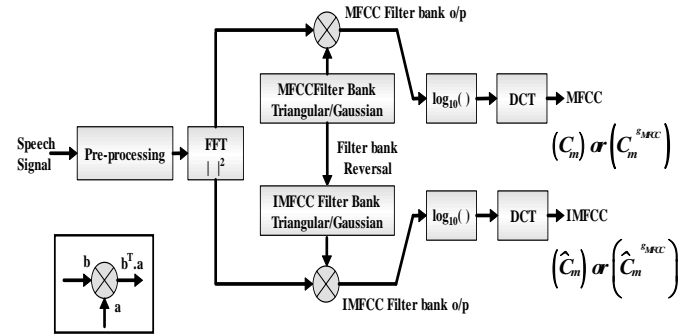 MFCC Filter bank o/p
MFCCFilter Bank
Triangular/Gaussian
log10( )
DCT
MFCC
Speech
Signal
Pre-processing
FFT
| |²
Filter bank
Reversal
(Cm) or (Cm^gMFCC)
IMFCC Filter Bank
Triangular/Gaussian
log10( )
DCT
IMFCC
(Ĉm) or (Ĉm^gMFCC)
b
b^T.a
a
IMFCC Filter bank o/p